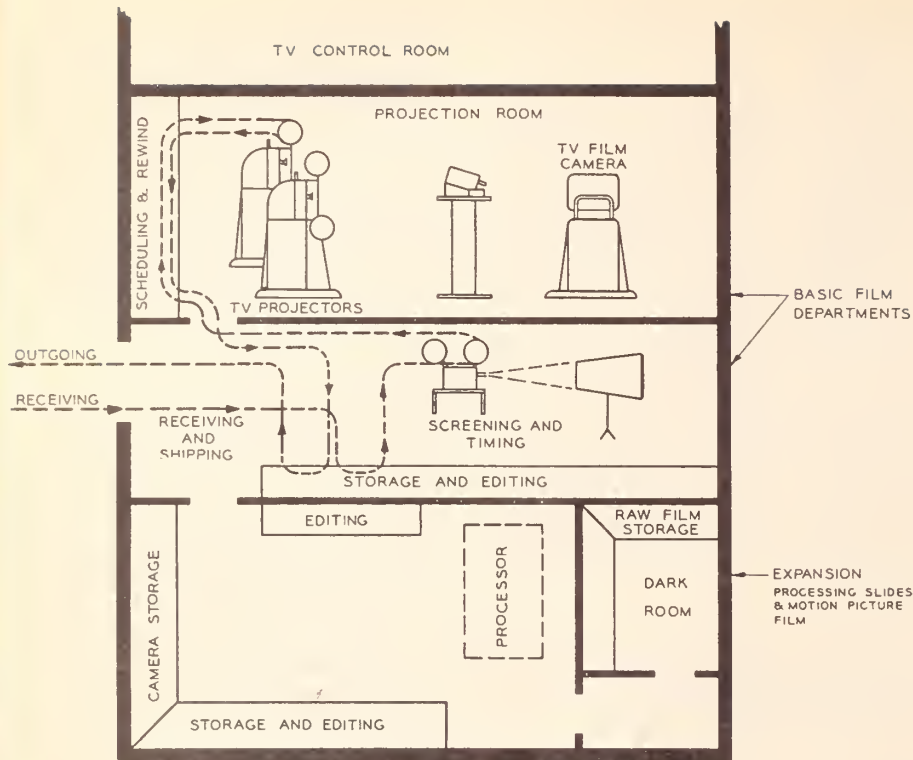 TV CONTROL ROOM
PROJECTION ROOM
TV FILM
CAMERA
SCHEDULING & REWIND
TV PROJECTORS
BASIC FILM
DEPARTMENTS
OUTGOING
RECEIVING
RECEIVING
AND
SHIPPING
SCREENING AND
TIMING
STORAGE AND EDITING
EDITING
RAW FILM
STORAGE
CAMERA STORAGE
PROCESSOR
DARK
ROOM
EXPANSION
PROCESSING SLIDES
& MOTION PICTURE
FILM
STORAGE AND EDITING